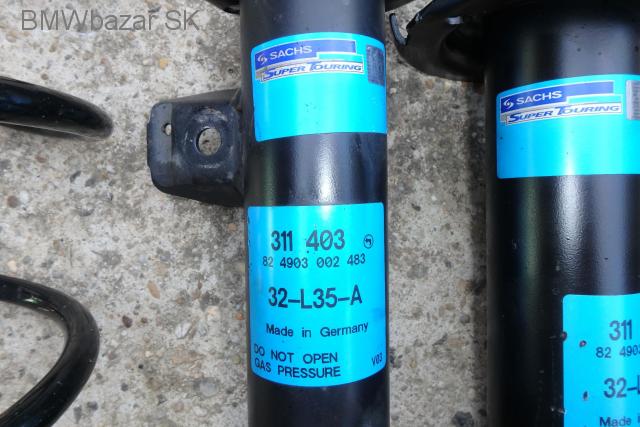 BMWbazar SK
SACHS
SUPER TOURING
311 403
82 4903 002 483
32-L35-A
Made in Germany
DO NOT OPEN
GAS PRESSURE V03
SACHS
SUPER TOURING
311
82 4903
32-L
Made i